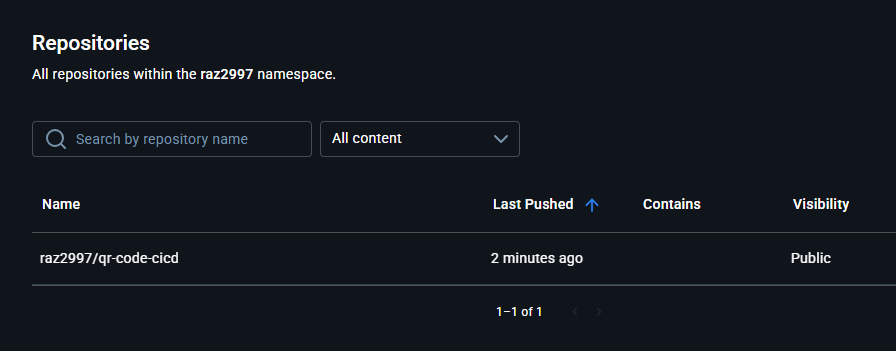 Repositories
All repositories within the raz2997 namespace.
Search by repository name
All content
Name Last Pushed Contains Visibility
raz2997/qr-code-cicd 2 minutes ago Public
1–1 of 1